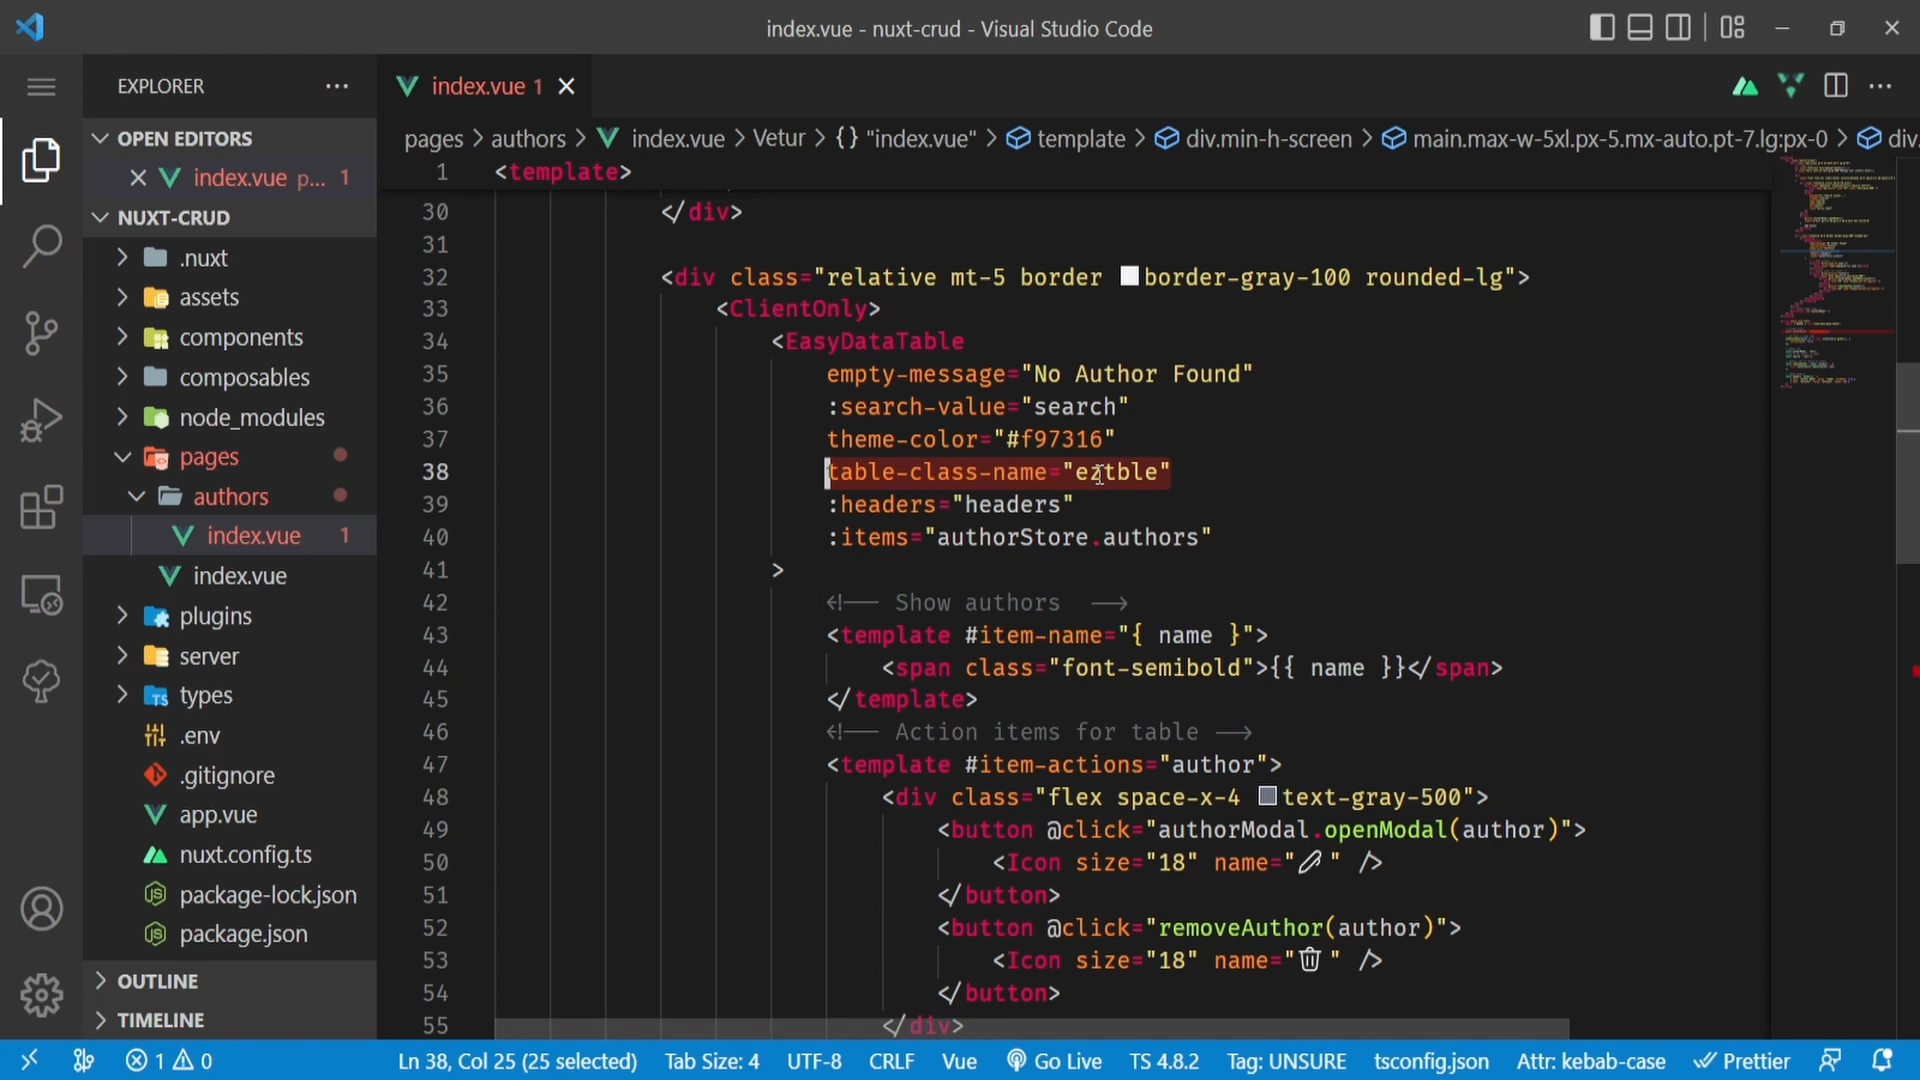 index.vue - nuxt-crud - Visual Studio Code
EXPLORER
index.vue 1
OPEN EDITORS
index.vue p... 1
NUXT-CRUD
.nuxt
assets
components
composables
node_modules
pages
authors
index.vue 1
index.vue
plugins
server
types
.env
.gitignore
app.vue
nuxt.config.ts
package-lock.json
package.json
OUTLINE
TIMELINE
pages > authors > index.vue > Vetur > {} "index.vue" > template > div.min-h-screen > main.max-w-5xl.px-5.mx-auto.pt-7.lg:px-0 > div.
1 <template>
30 </div>
31
32 <div class="relative mt-5 border border-gray-100 rounded-lg">
33 <ClientOnly>
34 <EasyDataTable
35 empty-message="No Author Found"
36 :search-value="search"
37 theme-color="#f97316"
38 table-class-name="eztble"
39 :headers="headers"
40 :items="authorStore.authors"
41 >
42 <!-- Show authors -->
43 <template #item-name="{ name }">
44 <span class="font-semibold">{{ name }}</span>
45 </template>
46 <!-- Action items for table -->
47 <template #item-actions="author">
48 <div class="flex space-x-4 text-gray-500">
49 <button @click="authorModal.openModal(author)">
50 <Icon size="18" name=" " />
51 </button>
52 <button @click="removeAuthor(author)">
53 <Icon size="18" name=" " />
54 </button>
55 </div>
1 0 Ln 38, Col 25 (25 selected) Tab Size: 4 UTF-8 CRLF Vue Go Live TS 4.8.2 Tag: UNSURE tsconfig.json Attr: kebab-case Prettier